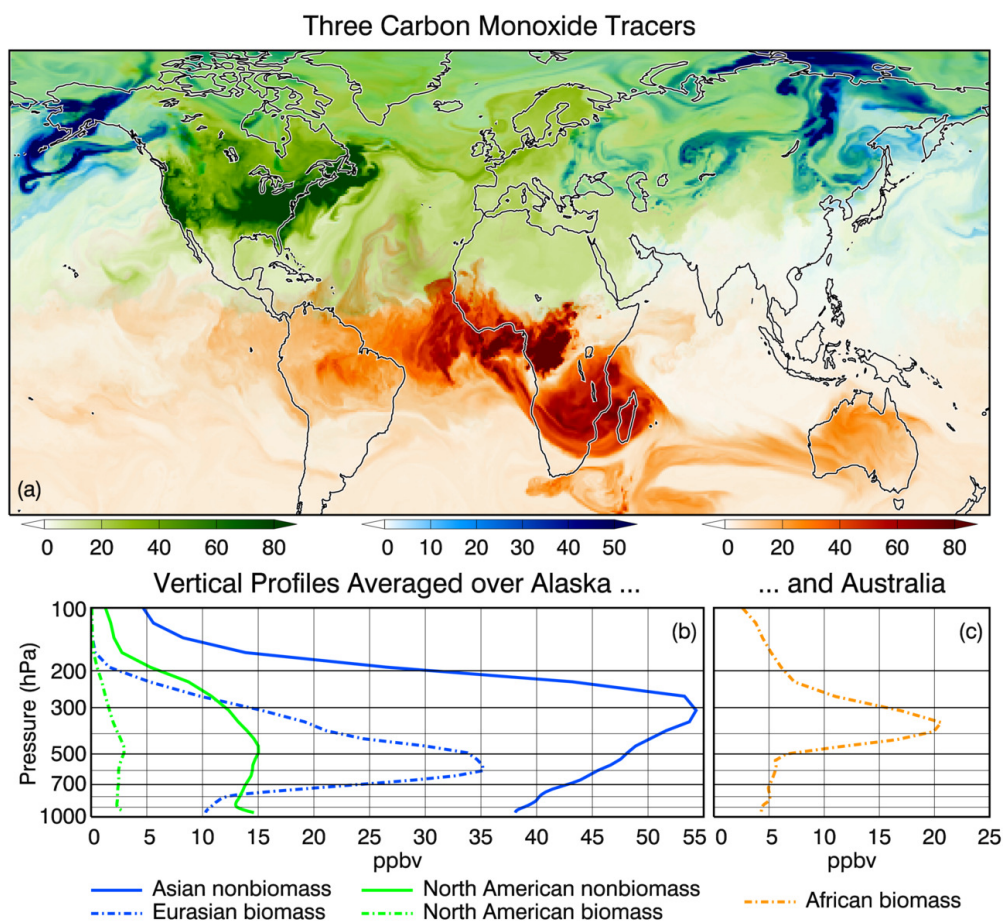 Three Carbon Monoxide Tracers
(a)
0 20 40 60 80
0 10 20 30 40 50
0 20 40 60 80
Vertical Profiles Averaged over Alaska ...
... and Australia
Pressure (hPa)
100
200
300
500
700
1000
(b)
(c)
0 5 10 15 20 25 30 35 40 45 50 55
0 5 10 15 20 25
ppbv
ppbv
Asian nonbiomass
Eurasian biomass
North American nonbiomass
North American biomass
African biomass